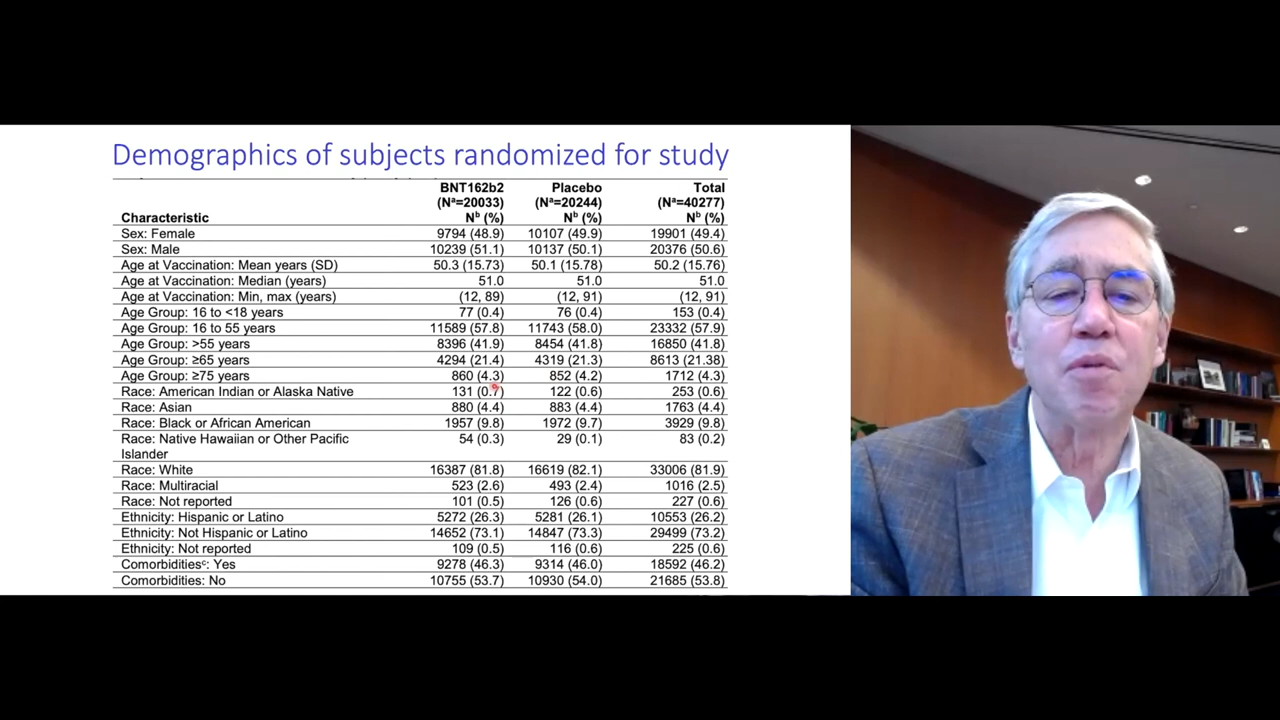 Demographics of subjects randomized for study
BNT162b2 Placebo Total
(Nª=20033) (Nª=20244) (Nª=40277)
Characteristic Nᵇ (%) Nᵇ (%) Nᵇ (%)
Sex: Female 9794 (48.9) 10107 (49.9) 19901 (49.4)
Sex: Male 10239 (51.1) 10137 (50.1) 20376 (50.6)
Age at Vaccination: Mean years (SD) 50.3 (15.73) 50.1 (15.78) 50.2 (15.76)
Age at Vaccination: Median (years) 51.0 51.0 51.0
Age at Vaccination: Min, max (years) (12, 89) (12, 91) (12, 91)
Age Group: 16 to <18 years 77 (0.4) 76 (0.4) 153 (0.4)
Age Group: 16 to 55 years 11589 (57.8) 11743 (58.0) 23332 (57.9)
Age Group: >55 years 8396 (41.9) 8454 (41.8) 16850 (41.8)
Age Group: ≥65 years 4294 (21.4) 4319 (21.3) 8613 (21.38)
Age Group: ≥75 years 860 (4.3) 852 (4.2) 1712 (4.3)
Race: American Indian or Alaska Native 131 (0.7) 122 (0.6) 253 (0.6)
Race: Asian 880 (4.4) 883 (4.4) 1763 (4.4)
Race: Black or African American 1957 (9.8) 1972 (9.7) 3929 (9.8)
Race: Native Hawaiian or Other Pacific 54 (0.3) 29 (0.1) 83 (0.2)
Islander
Race: White 16387 (81.8) 16619 (82.1) 33006 (81.9)
Race: Multiracial 523 (2.6) 493 (2.4) 1016 (2.5)
Race: Not reported 101 (0.5) 126 (0.6) 227 (0.6)
Ethnicity: Hispanic or Latino 5272 (26.3) 5281 (26.1) 10553 (26.2)
Ethnicity: Not Hispanic or Latino 14652 (73.1) 14847 (73.3) 29499 (73.2)
Ethnicity: Not reported 109 (0.5) 116 (0.6) 225 (0.6)
Comorbiditiesᶜ: Yes 9278 (46.3) 9314 (46.0) 18592 (46.2)
Comorbidities: No 10755 (53.7) 10930 (54.0) 21685 (53.8)